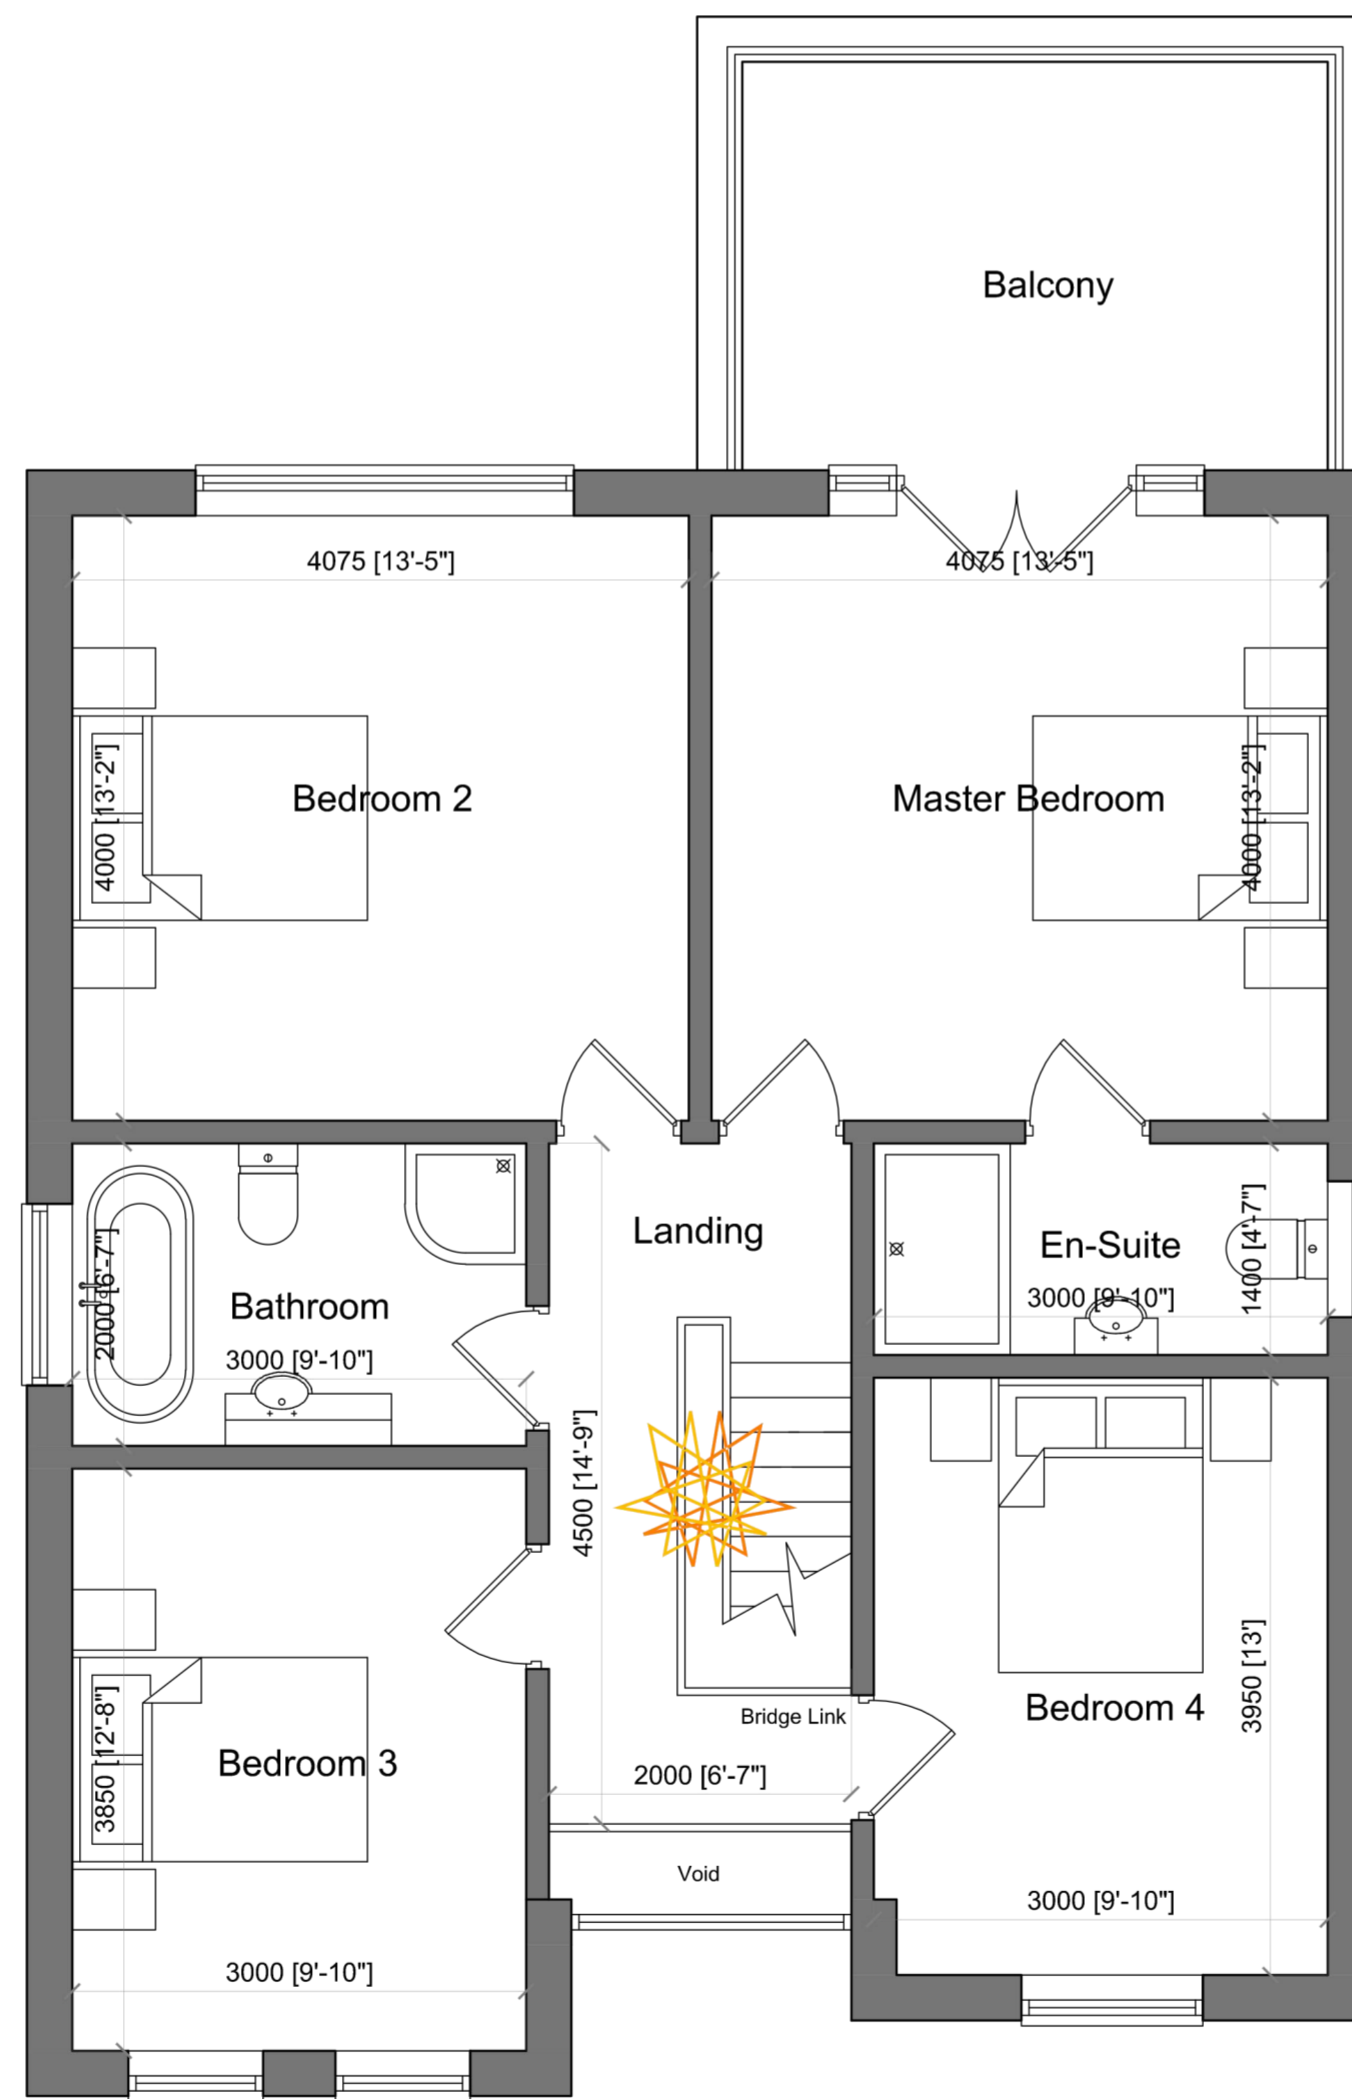 Balcony
4075 [13'-5"]
4075 [13'-5"]
4000 [13'-2"]
Bedroom 2
Master Bedroom
4000 [13'-2"]
Landing
En-Suite
1400 [4'-7"]
3000 [9'-10"]
2000 [6'-7"]
Bathroom
3000 [9'-10"]
4500 [14'-9"]
3950 [13']
Bedroom 4
Bridge Link
3850 [12'-8"]
Bedroom 3
2000 [6'-7"]
Void
3000 [9'-10"]
3000 [9'-10"]